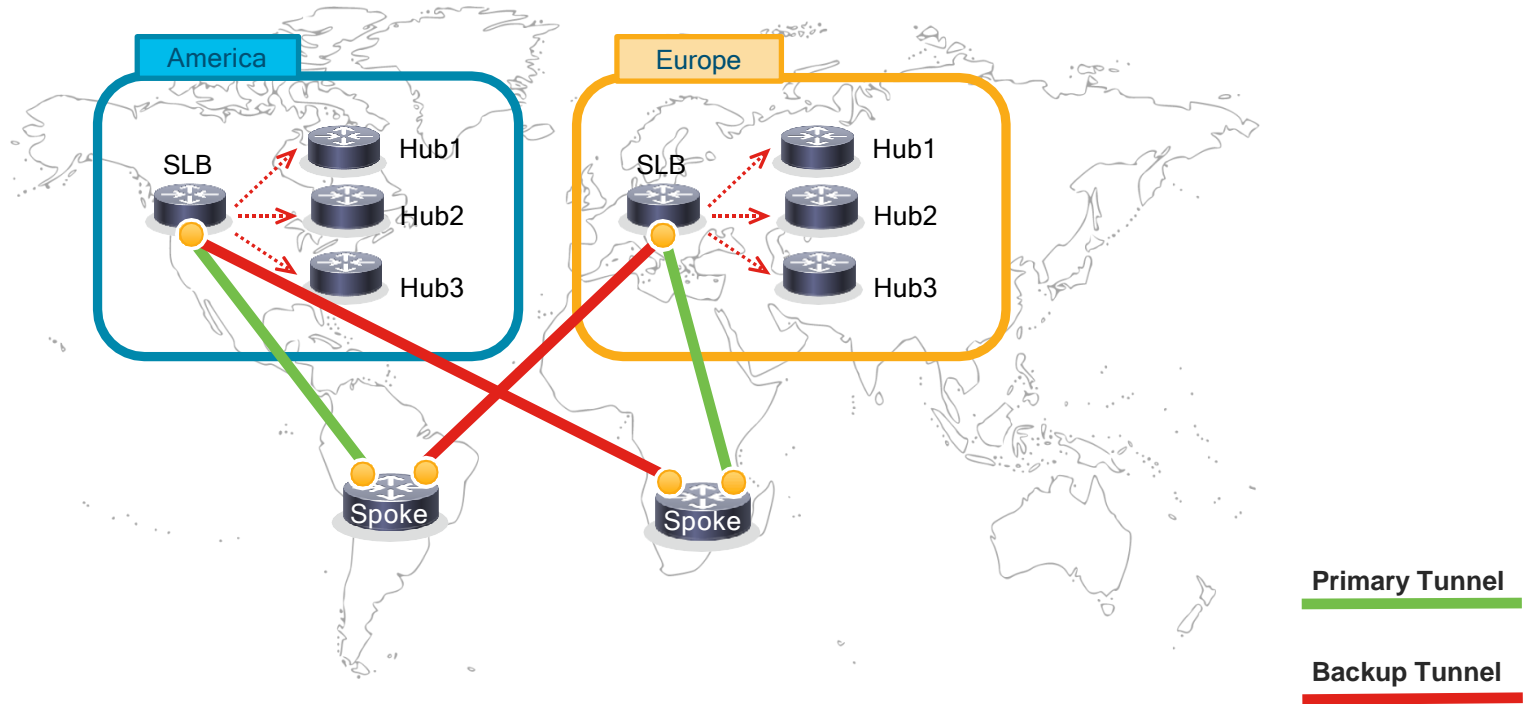 America
Europe
SLB
Hub1
Hub2
Hub3
SLB
Hub1
Hub2
Hub3
Spoke
Spoke
Primary Tunnel
Backup Tunnel